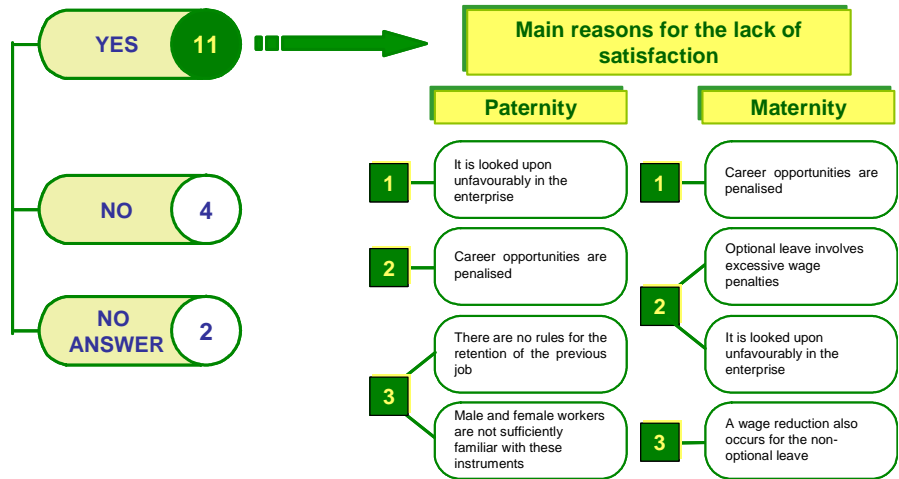 YES
11
NO
4
NO
ANSWER
2
Main reasons for the lack of
satisfaction
Paternity
1
It is looked upon
unfavourably in the
enterprise
2
Career opportunities are
penalised
3
There are no rules for the
retention of the previous
job
Male and female workers
are not sufficiently
familiar with these
instruments
Maternity
1
Career opportunities are
penalised
2
Optional leave involves
excessive wage
penalties
It is looked upon
unfavourably in the
enterprise
3
A wage reduction also
occurs for the non-
optional leave